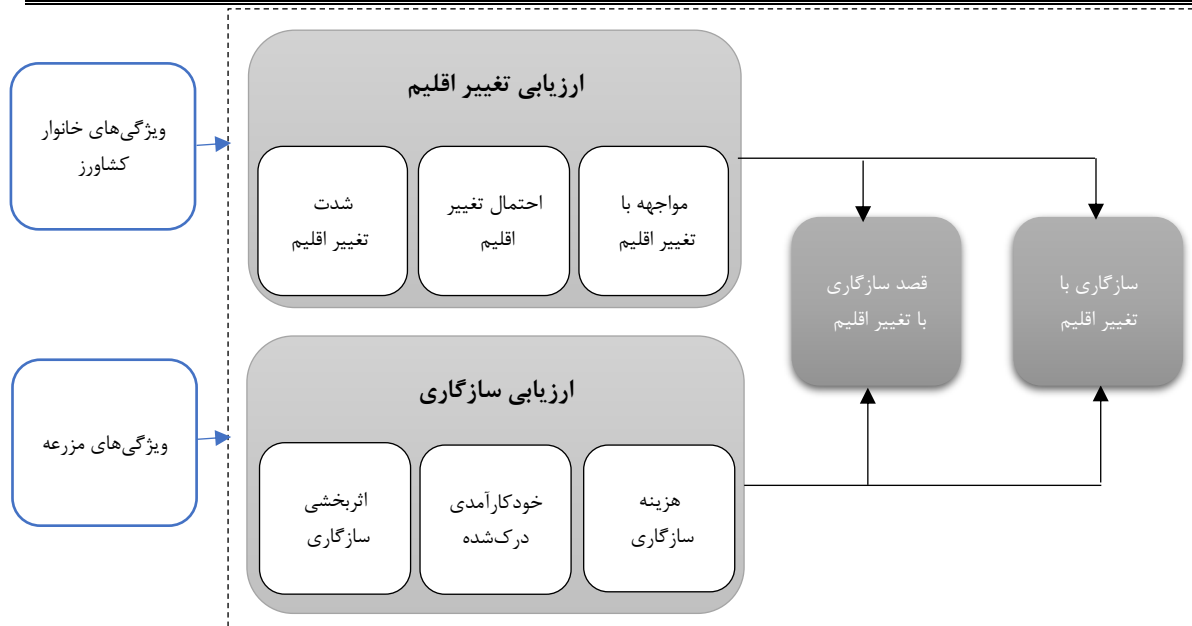 ارزیابی تغییر اقلیم
مواجهه با
تغییر اقلیم
احتمال تغییر
اقلیم
شدت
تغییر اقلیم
ویژگی‌های خانوار
کشاورز
سازگاری با
تغییر اقلیم
قصد سازگاری
با تغییر اقلیم
ارزیابی سازگاری
هزینه
سازگاری
خودکارآمدی
درک‌شده
اثربخشی
سازگاری
ویژگی‌های مزرعه